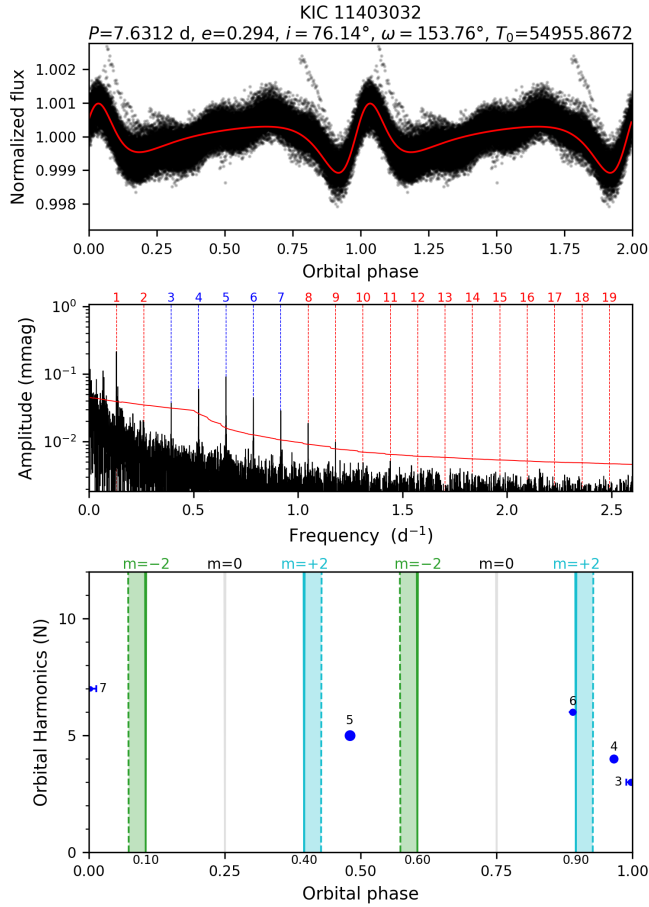 KIC 11403032
P=7.6312 d, e=0.294, i = 76.14°, ω = 153.76°, T₀=54955.8672
1.002
1.001
1.000
0.999
0.998
Normalized flux
0.00 0.25 0.50 0.75 1.00 1.25 1.50 1.75 2.00
Orbital phase
1 2 3 4 5 6 7 8 9 10 11 12 13 14 15 16 17 18 19
10⁰
10⁻¹
10⁻²
Amplitude (mmag)
0.0 0.5 1.0 1.5 2.0 2.5
Frequency (d⁻¹)
m=−2 m=0 m=+2 m=−2 m=0 m=+2
10
5
0
Orbital Harmonics (N)
7
5
6
4
3
0.10 0.40 0.60 0.90
0.00 0.25 0.50 0.75 1.00
Orbital phase